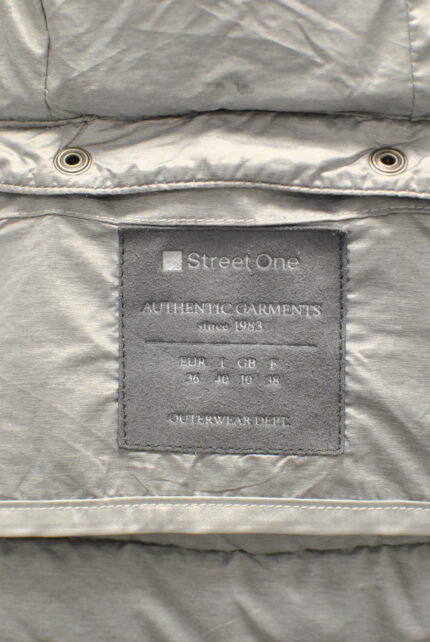 Street One
AUTHENTIC GARMENTS
since 1983
EUR I GB F
36 40 10 38
OUTERWEAR DEPT.